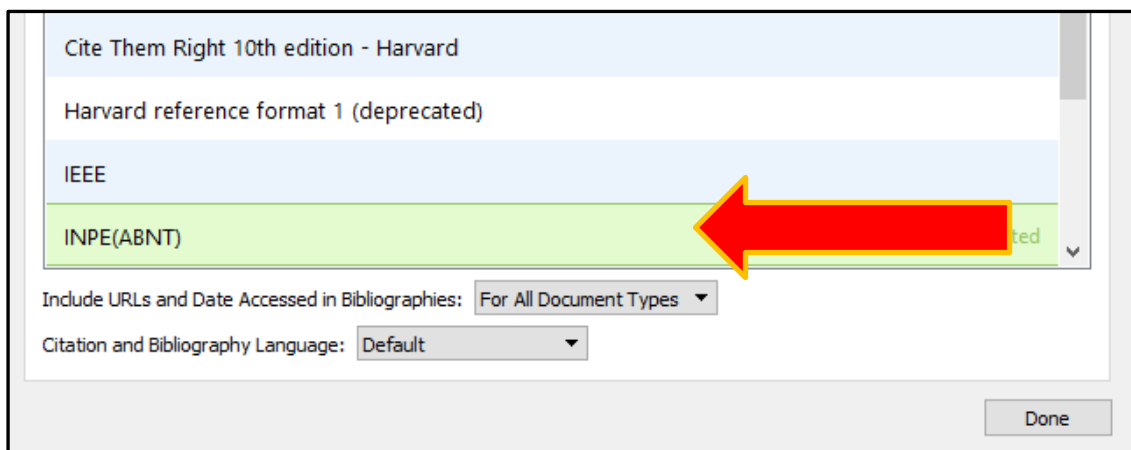 Cite Them Right 10th edition - Harvard
Harvard reference format 1 (deprecated)
IEEE
INPE(ABNT)
Include URLs and Date Accessed in Bibliographies: For All Document Types
Citation and Bibliography Language: Default
Done